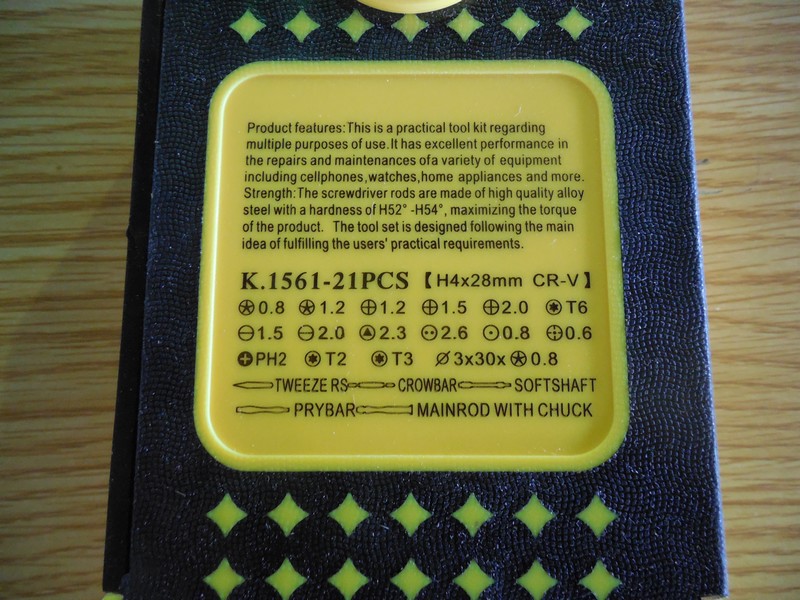 Product features:This is a practical tool kit regarding
multiple purposes of use.It has excellent performance in
the repairs and maintenances ofa variety of equipment
including cellphones,watches,home appliances and more.
Strength:The screwdriver rods are made of high quality alloy
steel with a hardness of H52° -H54°, maximizing the torque
of the product. The tool set is designed following the main
idea of fulfilling the users' practical requirements.
K.1561-21PCS【H4x28mm CR-V】
0.8 1.2 1.2 1.5 2.0 T6
1.5 2.0 2.3 2.6 0.8 0.6
PH2 T2 T3 Ø3x30x 0.8
TWEEZE RS CROWBAR SOFTSHAFT
PRYBAR MAINROD WITH CHUCK